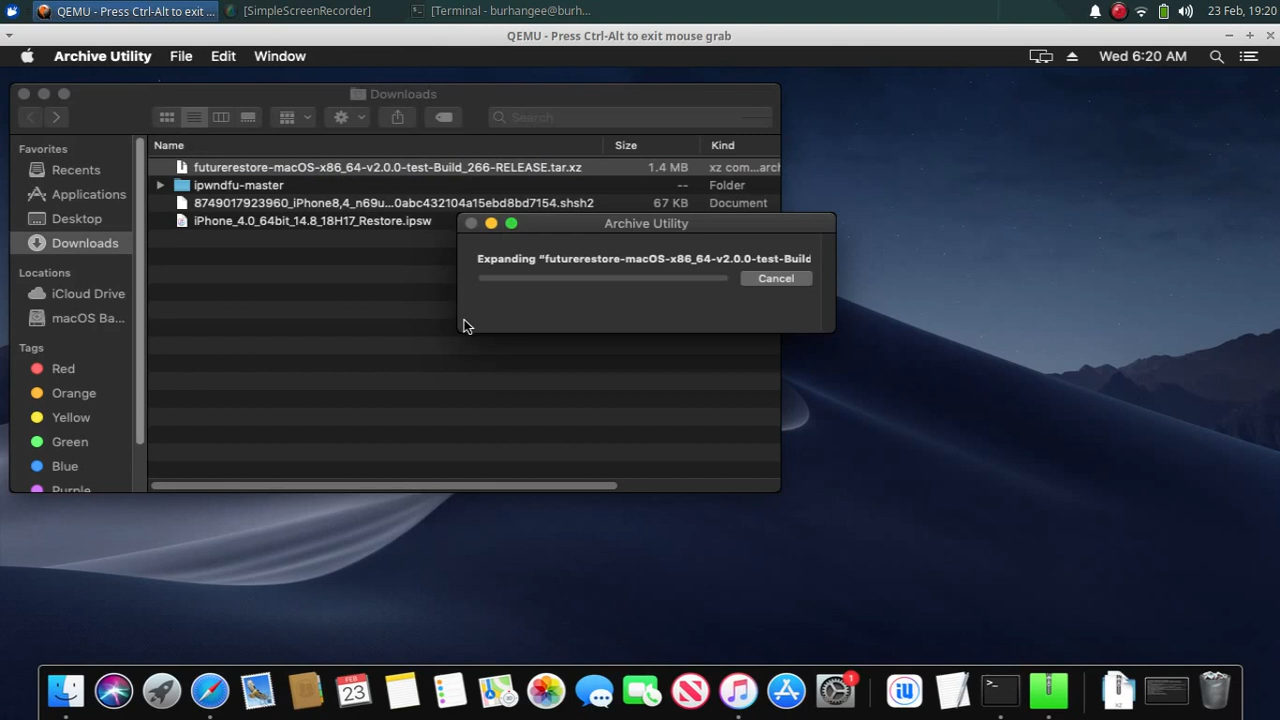 QEMU - Press Ctrl-Alt to exit ...
[SimpleScreenRecorder]
[Terminal - burhangee@burh...
23 Feb, 19:20
QEMU - Press Ctrl-Alt to exit mouse grab
Archive Utility File Edit Window
Wed 6:20 AM
Downloads
Search
Favorites
Recents
Applications
Desktop
Downloads
Locations
iCloud Drive
macOS Ba...
Tags
Red
Orange
Yellow
Green
Blue
Purple
Name Size Kind
futurerestore-macOS-x86_64-v2.0.0-test-Build_266-RELEASE.tar.xz 1.4 MB xz com...arch
ipwndfu-master -- Folder
8749017923960_iPhone8,4_n69u...0abc432104a15ebd8bd7154.shsh2 67 KB Document
iPhone_4.0_64bit_14.8_18H17_Restore.ipsw
Archive Utility
Expanding “futurerestore-macOS-x86_64-v2.0.0-test-Build
Cancel
FEB
23
1
XZ